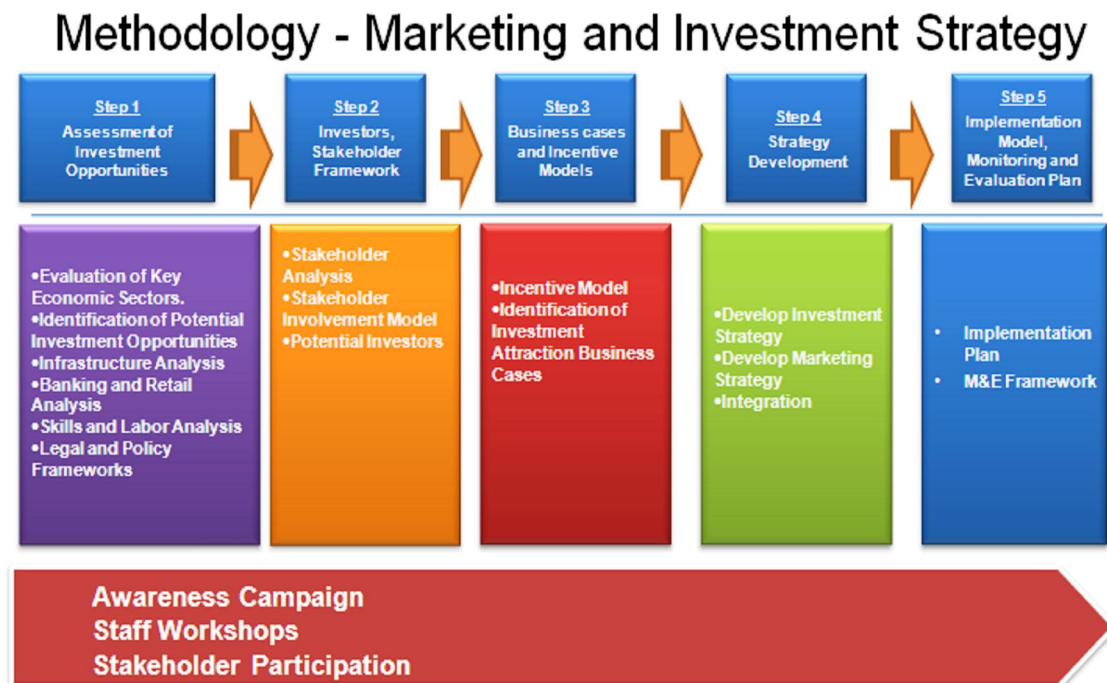 Methodology - Marketing and Investment Strategy
Step 1
Assessment of
Investment
Opportunities
Step 2
Investors,
Stakeholder
Framework
Step 3
Business cases
and Incentive
Models
Step 4
Strategy
Development
Step 5
Implementation
Model,
Monitoring and
Evaluation Plan
•Evaluation of Key
Economic Sectors.
•Identification of Potential
Investment Opportunities
•Infrastructure Analysis
•Banking and Retail
Analysis
•Skills and Labor Analysis
•Legal and Policy
Frameworks
•Stakeholder
Analysis
•Stakeholder
Involvement Model
•Potential Investors
•Incentive Model
•Identification of
Investment
Attraction Business
Cases
•Develop Investment
Strategy
•Develop Marketing
Strategy
•Integration
• Implementation
Plan
• M&E Framework
Awareness Campaign
Staff Workshops
Stakeholder Participation